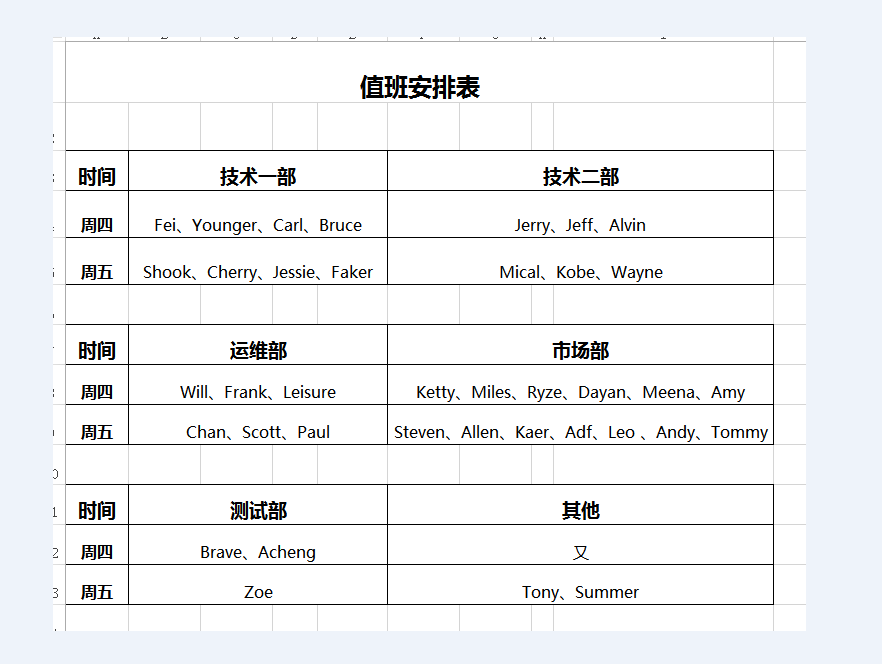 值班安排表
时间 技术一部 技术二部
周四 Fei、Younger、Carl、Bruce Jerry、Jeff、Alvin
周五 Shook、Cherry、Jessie、Faker Mical、Kobe、Wayne
时间 运维部 市场部
周四 Will、Frank、Leisure Ketty、Miles、Ryze、Dayan、Meena、Amy
周五 Chan、Scott、Paul Steven、Allen、Kaer、Adf、Leo 、Andy、Tommy
时间 测试部 其他
周四 Brave、Acheng 又
周五 Zoe Tony、Summer